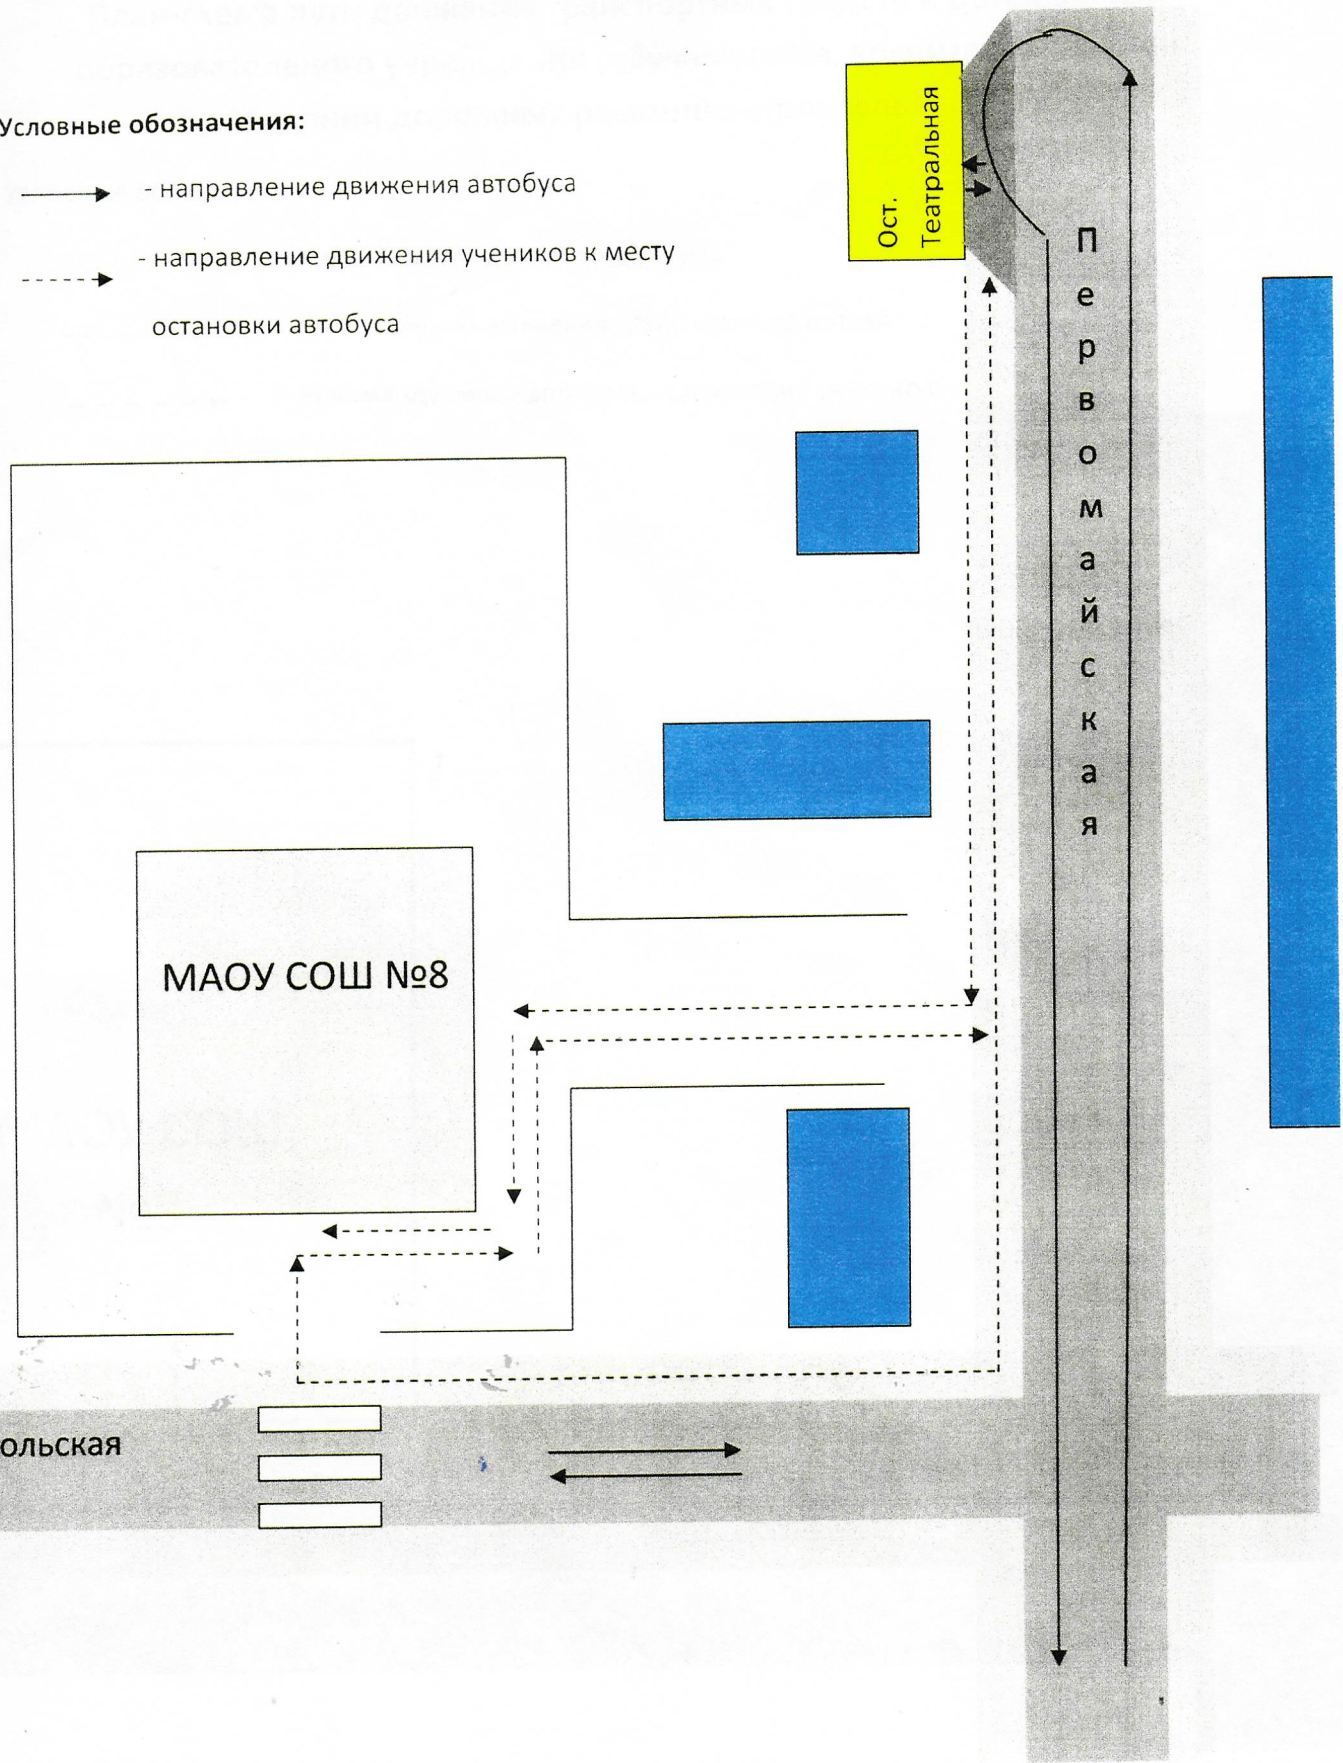 Условные обозначения:
- направление движения автобуса
- направление движения учеников к месту
остановки автобуса
Ост.
Театральная
Первомайская
МАОУ СОШ №8
ольская